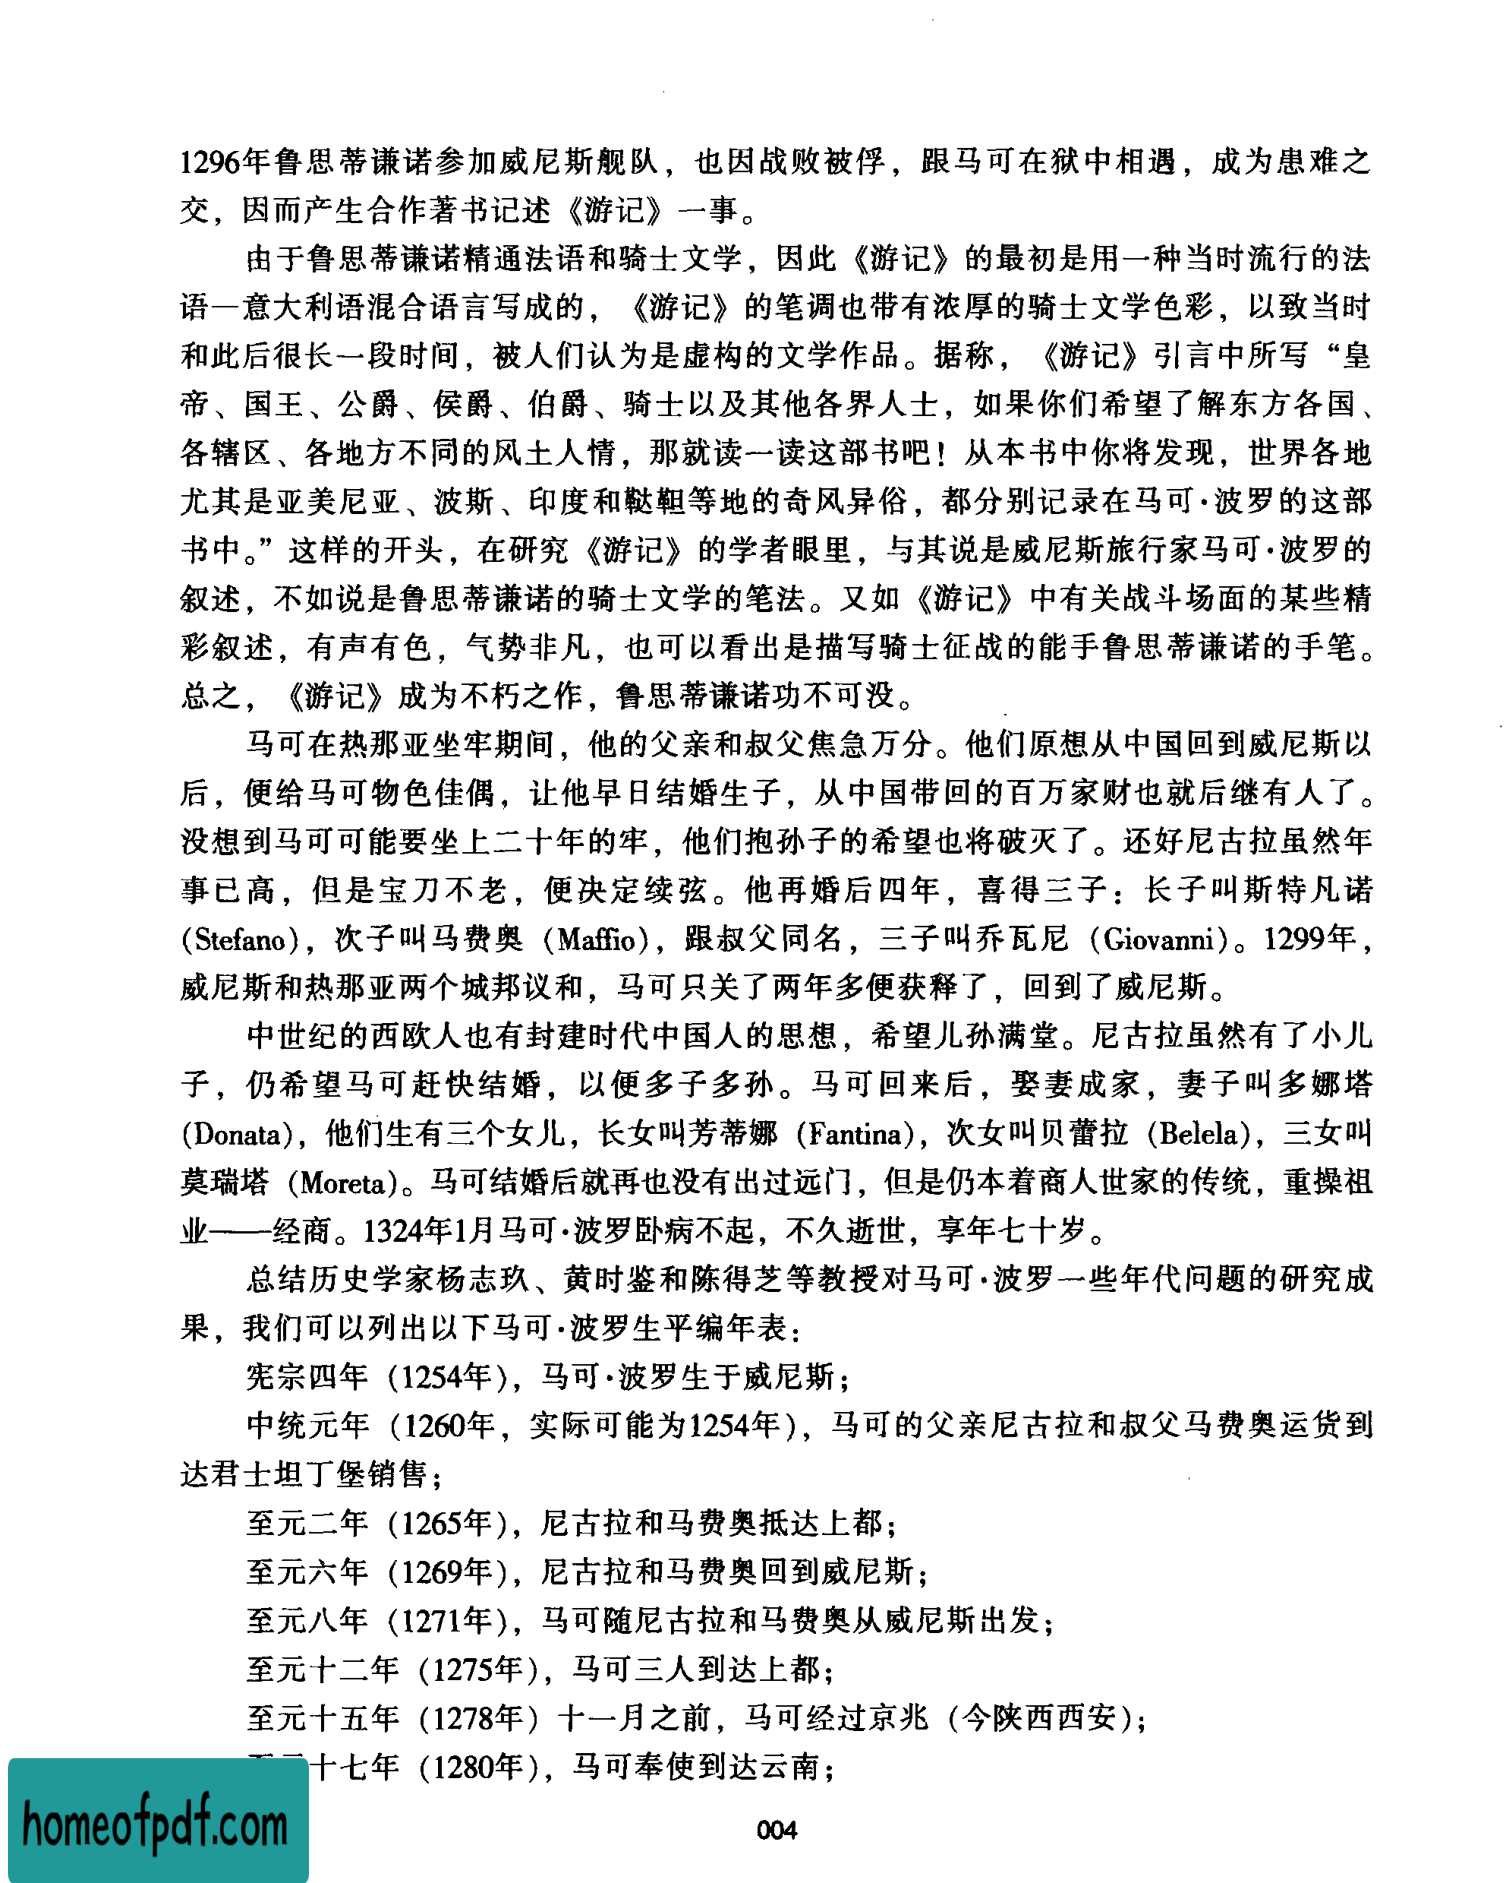 1296年鲁思蒂谦诺参加威尼斯舰队，也因战败被俘，跟马可在狱中相遇，成为患难之
交，因而产生合作著书记述《游记》一事。
由于鲁思蒂谦诺精通法语和骑士文学，因此《游记》的最初是用一种当时流行的法
语—意大利语混合语言写成的，《游记》的笔调也带有浓厚的骑士文学色彩，以致当时
和此后很长一段时间，被人们认为是虚构的文学作品。据称，《游记》引言中所写“皇
帝、国王、公爵、侯爵、伯爵、骑士以及其他各界人士，如果你们希望了解东方各国、
各辖区、各地方不同的风土人情，那就读一读这部书吧！从本书中你将发现，世界各地
尤其是亚美尼亚、波斯、印度和鞑靼等地的奇风异俗，都分别记录在马可·波罗的这部
书中。”这样的开头，在研究《游记》的学者眼里，与其说是威尼斯旅行家马可·波罗的
叙述，不如说是鲁思蒂谦诺的骑士文学的笔法。又如《游记》中有关战斗场面的某些精
彩叙述，有声有色，气势非凡，也可以看出是描写骑士征战的能手鲁思蒂谦诺的手笔。
总之，《游记》成为不朽之作，鲁思蒂谦诺功不可没。
马可在热那亚坐牢期间，他的父亲和叔父焦急万分。他们原想从中国回到威尼斯以
后，便给马可物色佳偶，让他早日结婚生子，从中国带回的百万家财也就后继有人了。
没想到马可可能要坐上二十年的牢，他们抱孙子的希望也将破灭了。还好尼古拉虽然年
事已高，但是宝刀不老，便决定续弦。他再婚后四年，喜得三子：长子叫斯特凡诺
（Stefano），次子叫马费奥（Maffio），跟叔父同名，三子叫乔瓦尼（Giovanni）。1299年，
威尼斯和热那亚两个城邦议和，马可只关了两年多便获释了，回到了威尼斯。
中世纪的西欧人也有封建时代中国人的思想，希望儿孙满堂。尼古拉虽然有了小儿
子，仍希望马可赶快结婚，以便多子多孙。马可回来后，娶妻成家，妻子叫多娜塔
（Donata），他们生有三个女儿，长女叫芳蒂娜（Fantina），次女叫贝蕾拉（Belela），三女叫
莫瑞塔（Moreta）。马可结婚后就再也没有出过远门，但是仍本着商人世家的传统，重操祖
业——经商。1324年1月马可·波罗卧病不起，不久逝世，享年七十岁。
总结历史学家杨志玖、黄时鉴和陈得芝等教授对马可·波罗一些年代问题的研究成
果，我们可以列出以下马可·波罗生平编年表：
宪宗四年（1254年），马可·波罗生于威尼斯；
中统元年（1260年，实际可能为1254年），马可的父亲尼古拉和叔父马费奥运货到
达君士坦丁堡销售；
至元二年（1265年），尼古拉和马费奥抵达上都；
至元六年（1269年），尼古拉和马费奥回到威尼斯；
至元八年（1271年），马可随尼古拉和马费奥从威尼斯出发；
至元十二年（1275年），马可三人到达上都；
至元十五年（1278年）十一月之前，马可经过京兆（今陕西西安）；
十七年（1280年），马可奉使到达云南；
homeofpdf.com
004